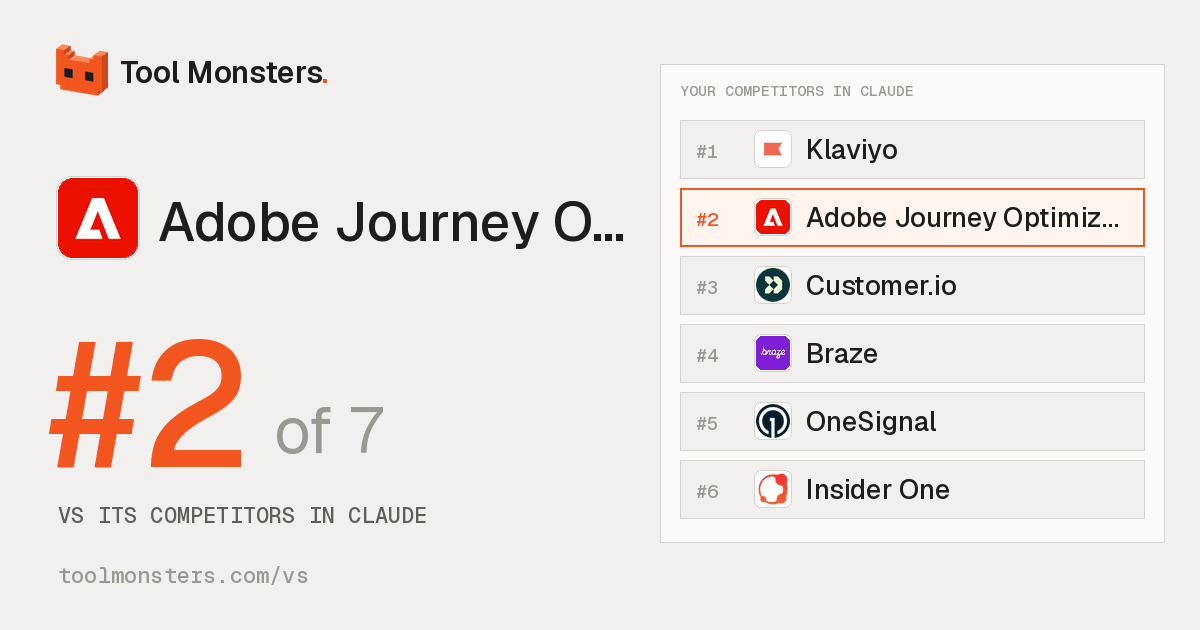 Tool Monsters.
Adobe Journey O...
#2 of 7
VS ITS COMPETITORS IN CLAUDE
toolmonsters.com/vs
YOUR COMPETITORS IN CLAUDE
#1 Klaviyo
#2 Adobe Journey Optimiz...
#3 Customer.io
#4 braze Braze
#5 OneSignal
#6 Insider One